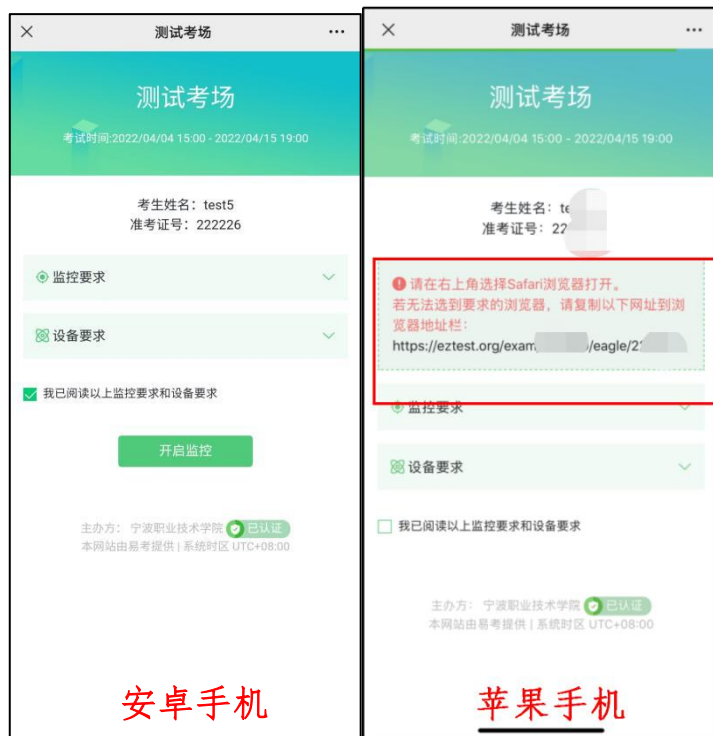 测试考场
测试考场
考试时间:2022/04/04 15:00 - 2022/04/15 19:00
考生姓名：test5
准考证号：222226
监控要求
设备要求
我已阅读以上监控要求和设备要求
开启监控
主办方： 宁波职业技术学院 已认证
本网站由易考提供 | 系统时区 UTC+08:00
安卓手机
测试考场
测试考场
考试时间:2022/04/04 15:00 - 2022/04/15 19:00
考生姓名：te
准考证号：22
请在右上角选择Safari浏览器打开。
若无法选到要求的浏览器，请复制以下网址到浏
览器地址栏：
https://eztest.org/exam /eagle/2
监控要求
设备要求
我已阅读以上监控要求和设备要求
主办方： 宁波职业技术学院 已认证
本网站由易考提供 | 系统时区 UTC+08:00
苹果手机